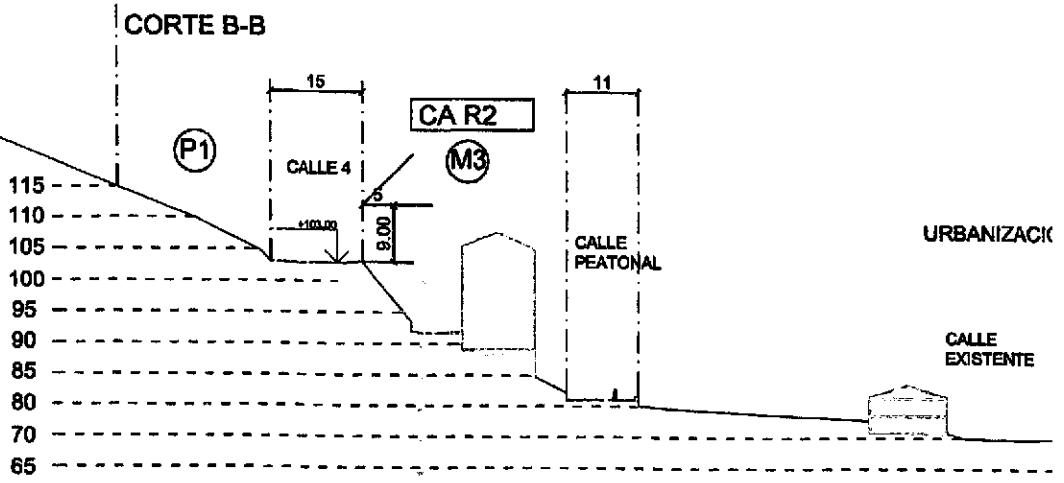 CORTE B-B
15
11
CA R2
P1
M3
CALLE 4
115
110
105
100
95
90
85
80
70
65
5
+103.00
9.00
CALLE
PEATONAL
URBANIZACIÓ
CALLE
EXISTENTE